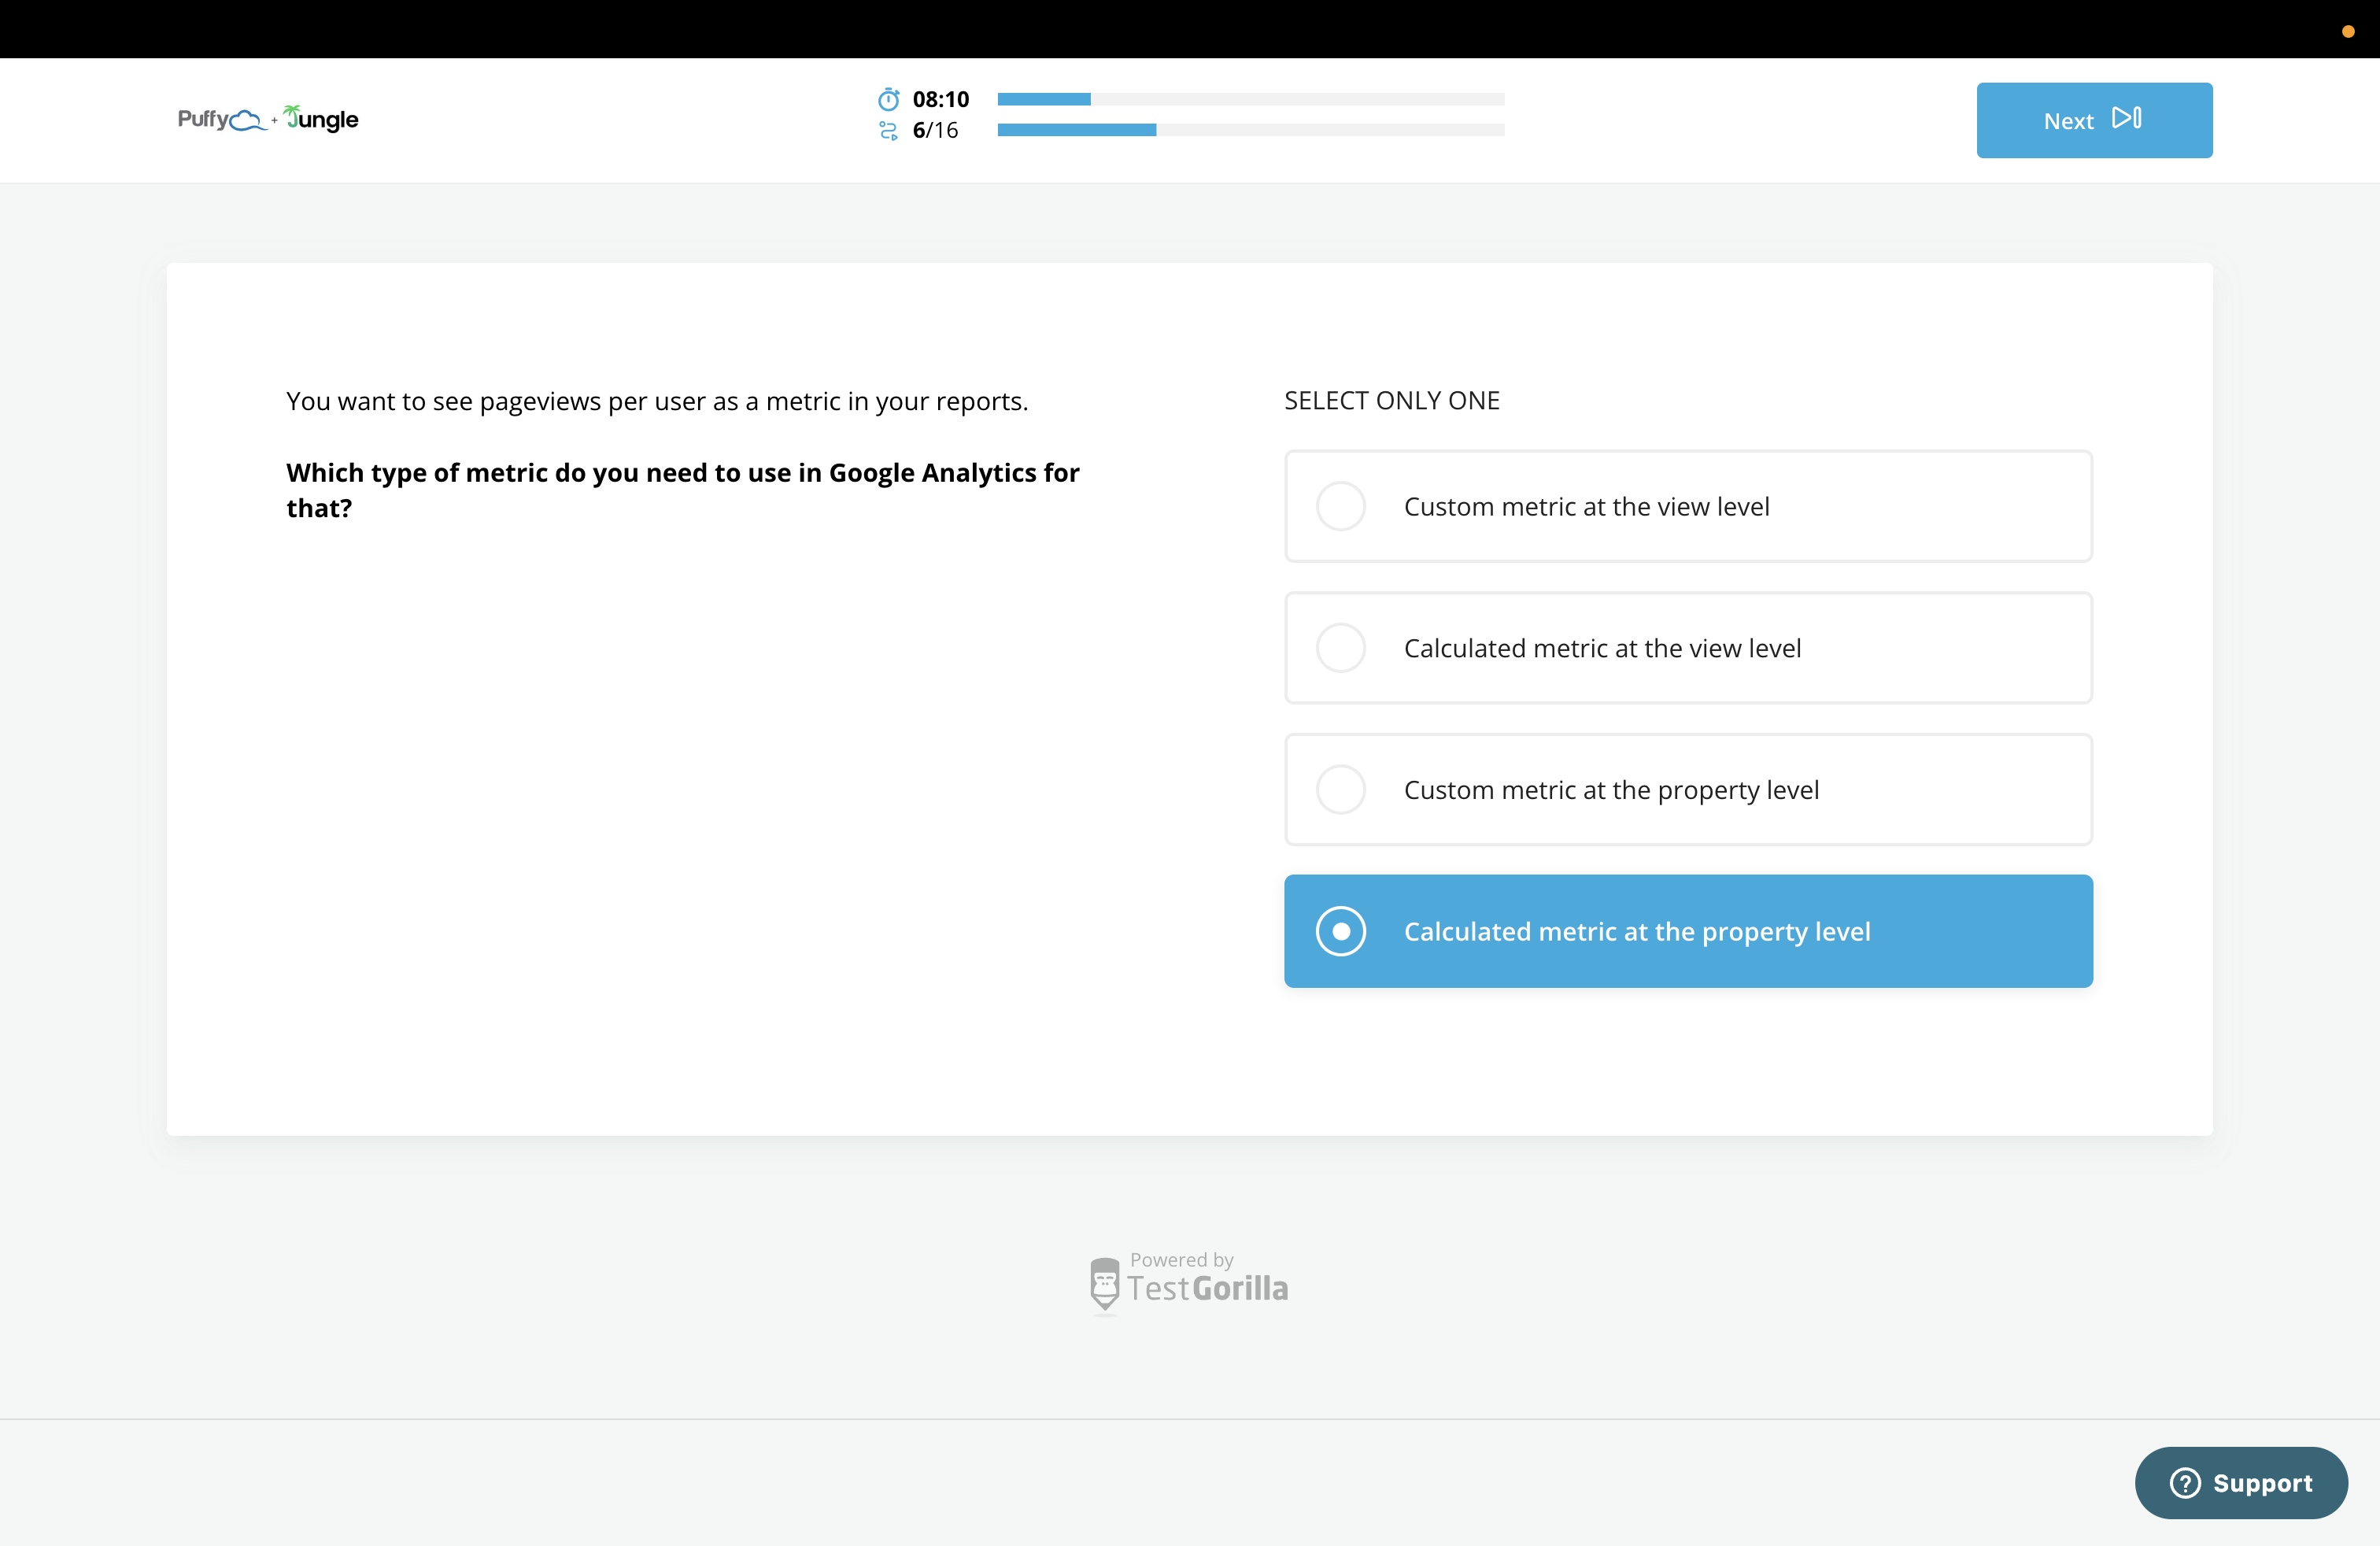 Puffy + Jungle
08:10
6/16
Next
You want to see pageviews per user as a metric in your reports.
Which type of metric do you need to use in Google Analytics for
that?
SELECT ONLY ONE
Custom metric at the view level
Calculated metric at the view level
Custom metric at the property level
Calculated metric at the property level
Powered by
TestGorilla
Support